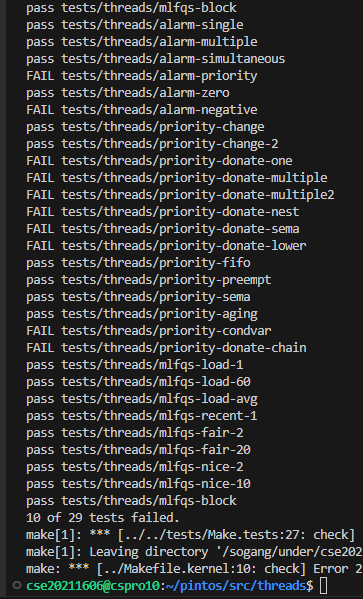 pass tests/threads/mlfqs-block
pass tests/threads/alarm-single
pass tests/threads/alarm-multiple
pass tests/threads/alarm-simultaneous
FAIL tests/threads/alarm-priority
pass tests/threads/alarm-zero
FAIL tests/threads/alarm-negative
pass tests/threads/priority-change
pass tests/threads/priority-change-2
FAIL tests/threads/priority-donate-one
FAIL tests/threads/priority-donate-multiple
FAIL tests/threads/priority-donate-multiple2
FAIL tests/threads/priority-donate-nest
FAIL tests/threads/priority-donate-sema
FAIL tests/threads/priority-donate-lower
pass tests/threads/priority-fifo
pass tests/threads/priority-preempt
pass tests/threads/priority-sema
pass tests/threads/priority-aging
FAIL tests/threads/priority-condvar
FAIL tests/threads/priority-donate-chain
pass tests/threads/mlfqs-load-1
pass tests/threads/mlfqs-load-60
pass tests/threads/mlfqs-load-avg
pass tests/threads/mlfqs-recent-1
pass tests/threads/mlfqs-fair-2
pass tests/threads/mlfqs-fair-20
pass tests/threads/mlfqs-nice-2
pass tests/threads/mlfqs-nice-10
pass tests/threads/mlfqs-block
10 of 29 tests failed.
make[1]: *** [../../tests/Make.tests:27: check]
make[1]: Leaving directory '/sogang/under/cse202
make: *** [../Makefile.kernel:10: check] Error 2
cse20211606@cspro10:~/pintos/src/threads$